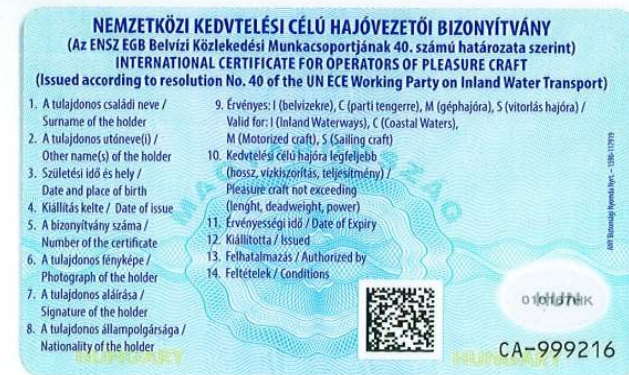 NEMZETKÖZI KEDVTELÉSI CÉLÚ HAJÓVEZETŐI BIZONYÍTVÁNY
(Az ENSZ EGB Belvízi Közlekedési Munkacsoportjának 40. számú határozata szerint)
INTERNATIONAL CERTIFICATE FOR OPERATORS OF PLEASURE CRAFT
(Issued according to resolution No. 40 of the UN ECE Working Party on Inland Water Transport)
1. A tulajdonos családi neve /
Surname of the holder
2. A tulajdonos utóneve(i) /
Other name(s) of the holder
3. Születési idő és hely /
Date and place of birth
4. Kiállítás kelte / Date of issue
5. A bizonyítvány száma /
Number of the certificate
6. A tulajdonos fényképe /
Photograph of the holder
7. A tulajdonos aláírása /
Signature of the holder
8. A tulajdonos állampolgársága /
Nationality of the holder
9. Érvényes: I (belvizekre), C (parti tengerre), M (géphajóra), S (vitorlás hajóra) /
Valid for: I (Inland Waterways), C (Coastal Waters),
M (Motorized craft), S (Sailing craft)
10. Kedvtelési célú hajóra legfeljebb
(hossz, vízkiszorítás, teljesítmény) /
Pleasure craft not exceeding
(lenght, deadweight, power)
11. Érvényességi idő / Date of Expiry
12. Kiállította / Issued
13. Felhatalmazás / Authorized by
14. Feltételek / Conditions
MAGYARORSZÁG
HUNGARY
HUNGARY
HUN
CA-999216